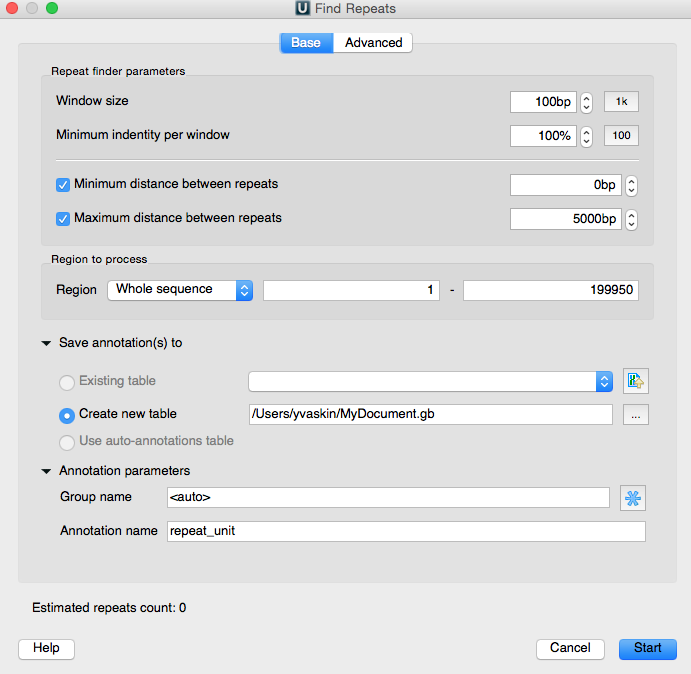 U Find Repeats
Base Advanced
Repeat finder parameters
Window size 100bp 1k
Minimum indentity per window 100% 100
Minimum distance between repeats 0bp
Maximum distance between repeats 5000bp
Region to process
Region Whole sequence 1 - 199950
Save annotation(s) to
Existing table
Create new table /Users/yvaskin/MyDocument.gb ...
Use auto-annotations table
Annotation parameters
Group name <auto>
Annotation name repeat_unit
Estimated repeats count: 0
Help Cancel Start